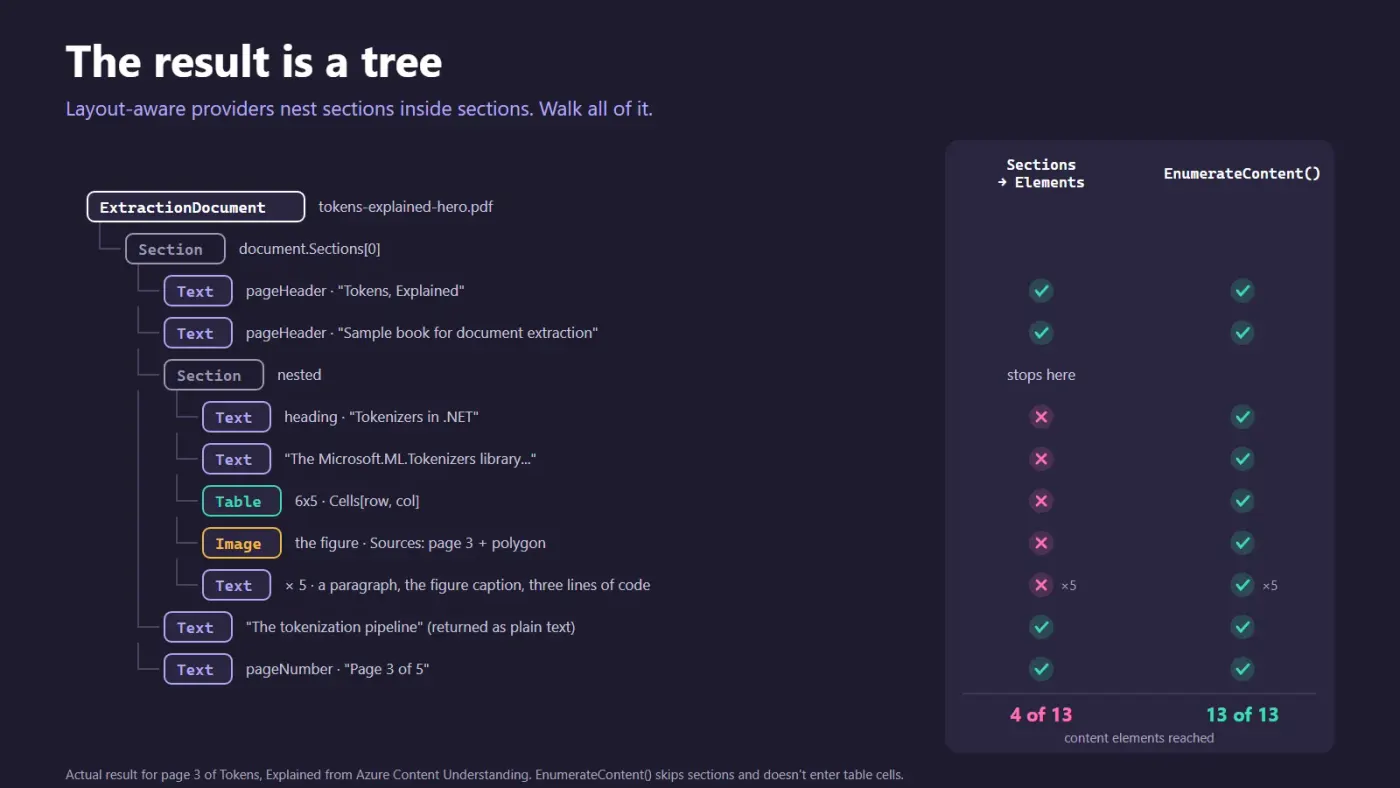 The result is a tree
Layout-aware providers nest sections inside sections. Walk all of it.
Sections
→ Elements
EnumerateContent()
ExtractionDocument tokens-explained-hero.pdf
Section document.Sections[0]
Text pageHeader · "Tokens, Explained"
Text pageHeader · "Sample book for document extraction"
Section nested stops here
Text heading · "Tokenizers in .NET"
Text "The Microsoft.ML.Tokenizers library..."
Table 6x5 · Cells[row, col]
Image the figure · Sources: page 3 + polygon
Text × 5 · a paragraph, the figure caption, three lines of code ×5 ×5
Text "The tokenization pipeline" (returned as plain text)
Text pageNumber · "Page 3 of 5"
4 of 13 13 of 13
content elements reached
Actual result for page 3 of Tokens, Explained from Azure Content Understanding. EnumerateContent() skips sections and doesn't enter table cells.